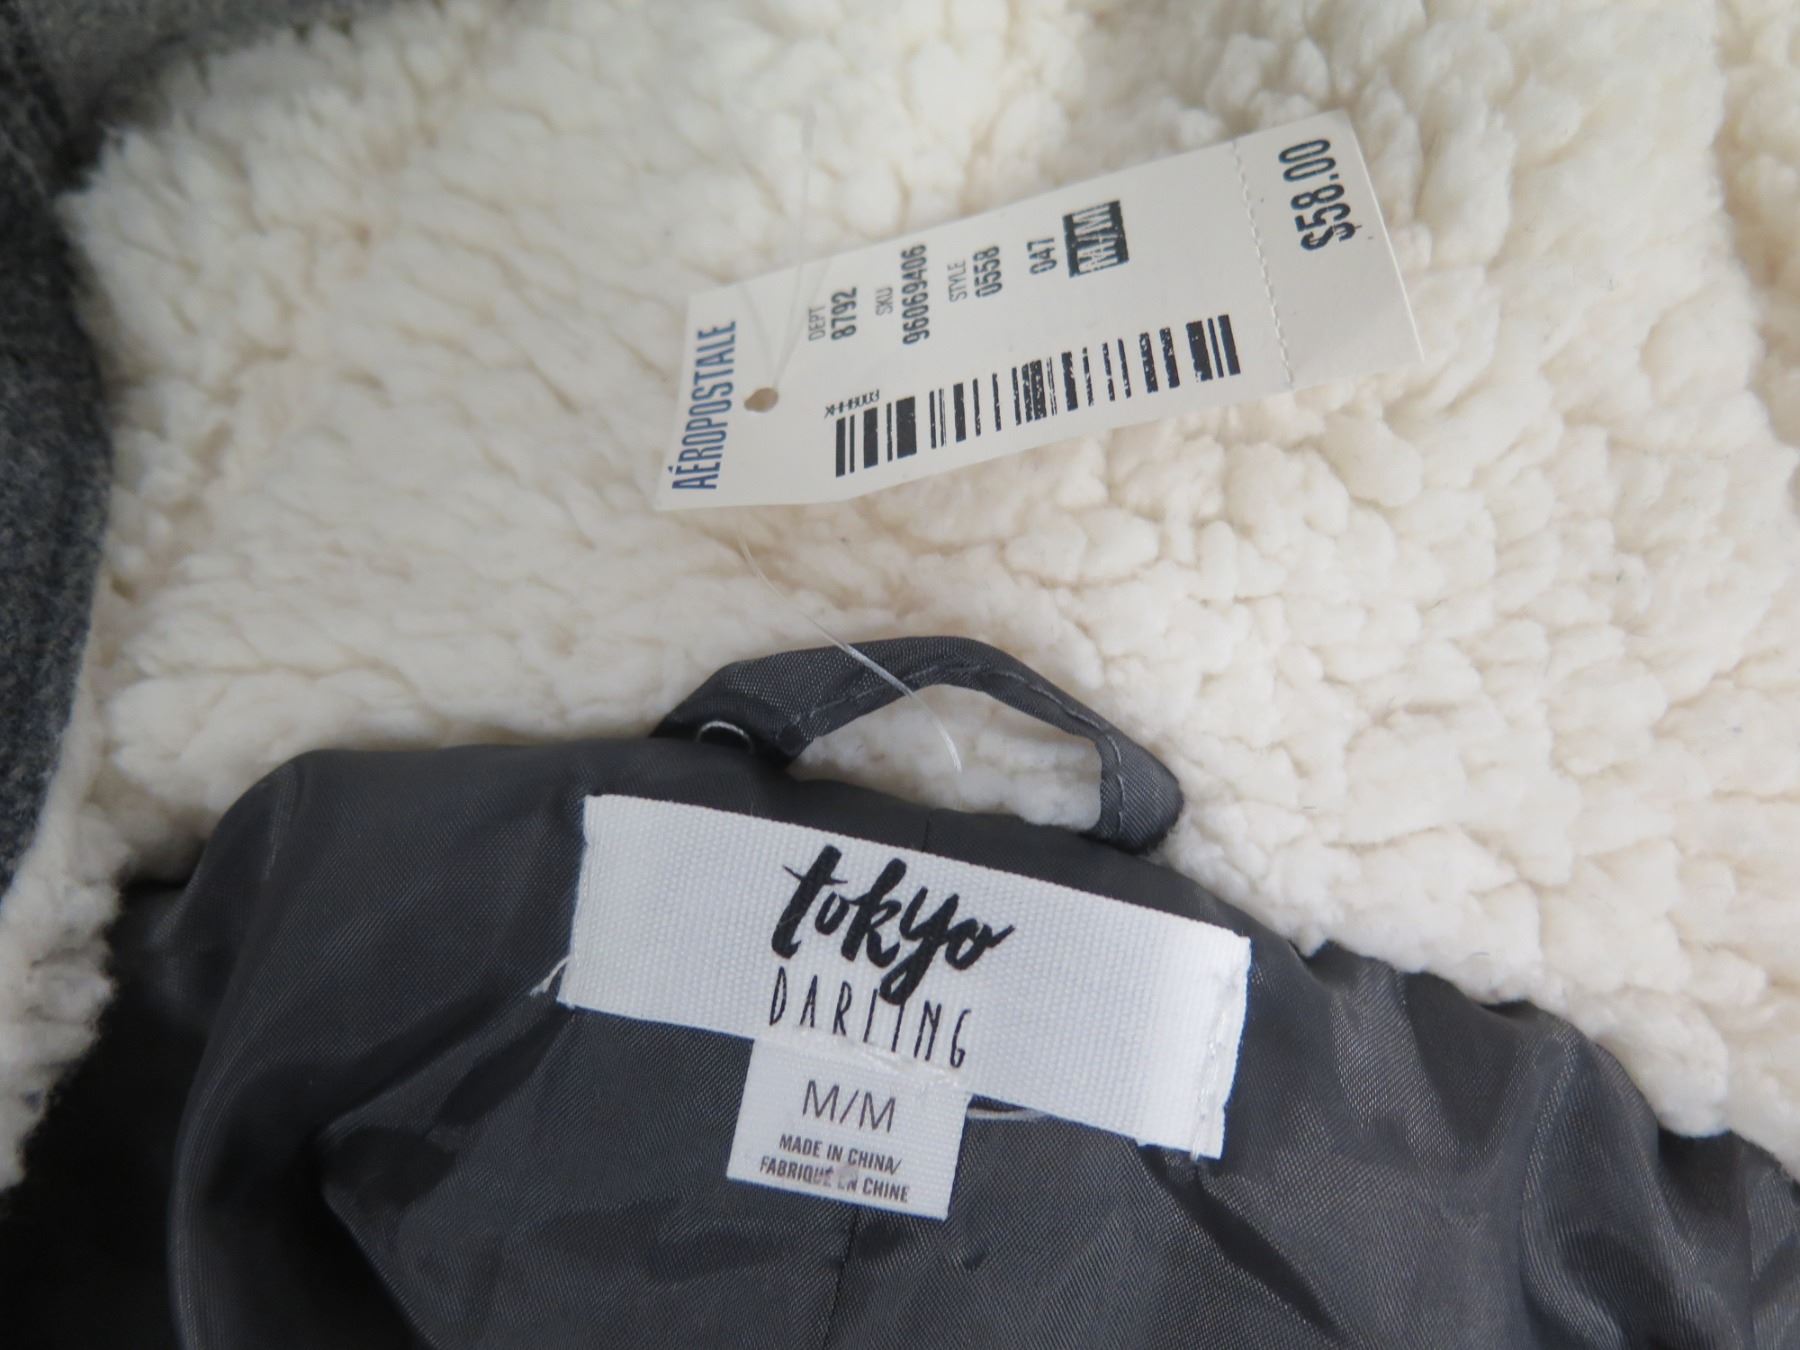 AÉROPOSTALE
DEPT
8792
SKU
96069406
STYLE
0558
047
M/M
$58.00
tokyo
DARLING
M/M
MADE IN CHINA/
FABRIQUÉ EN CHINE